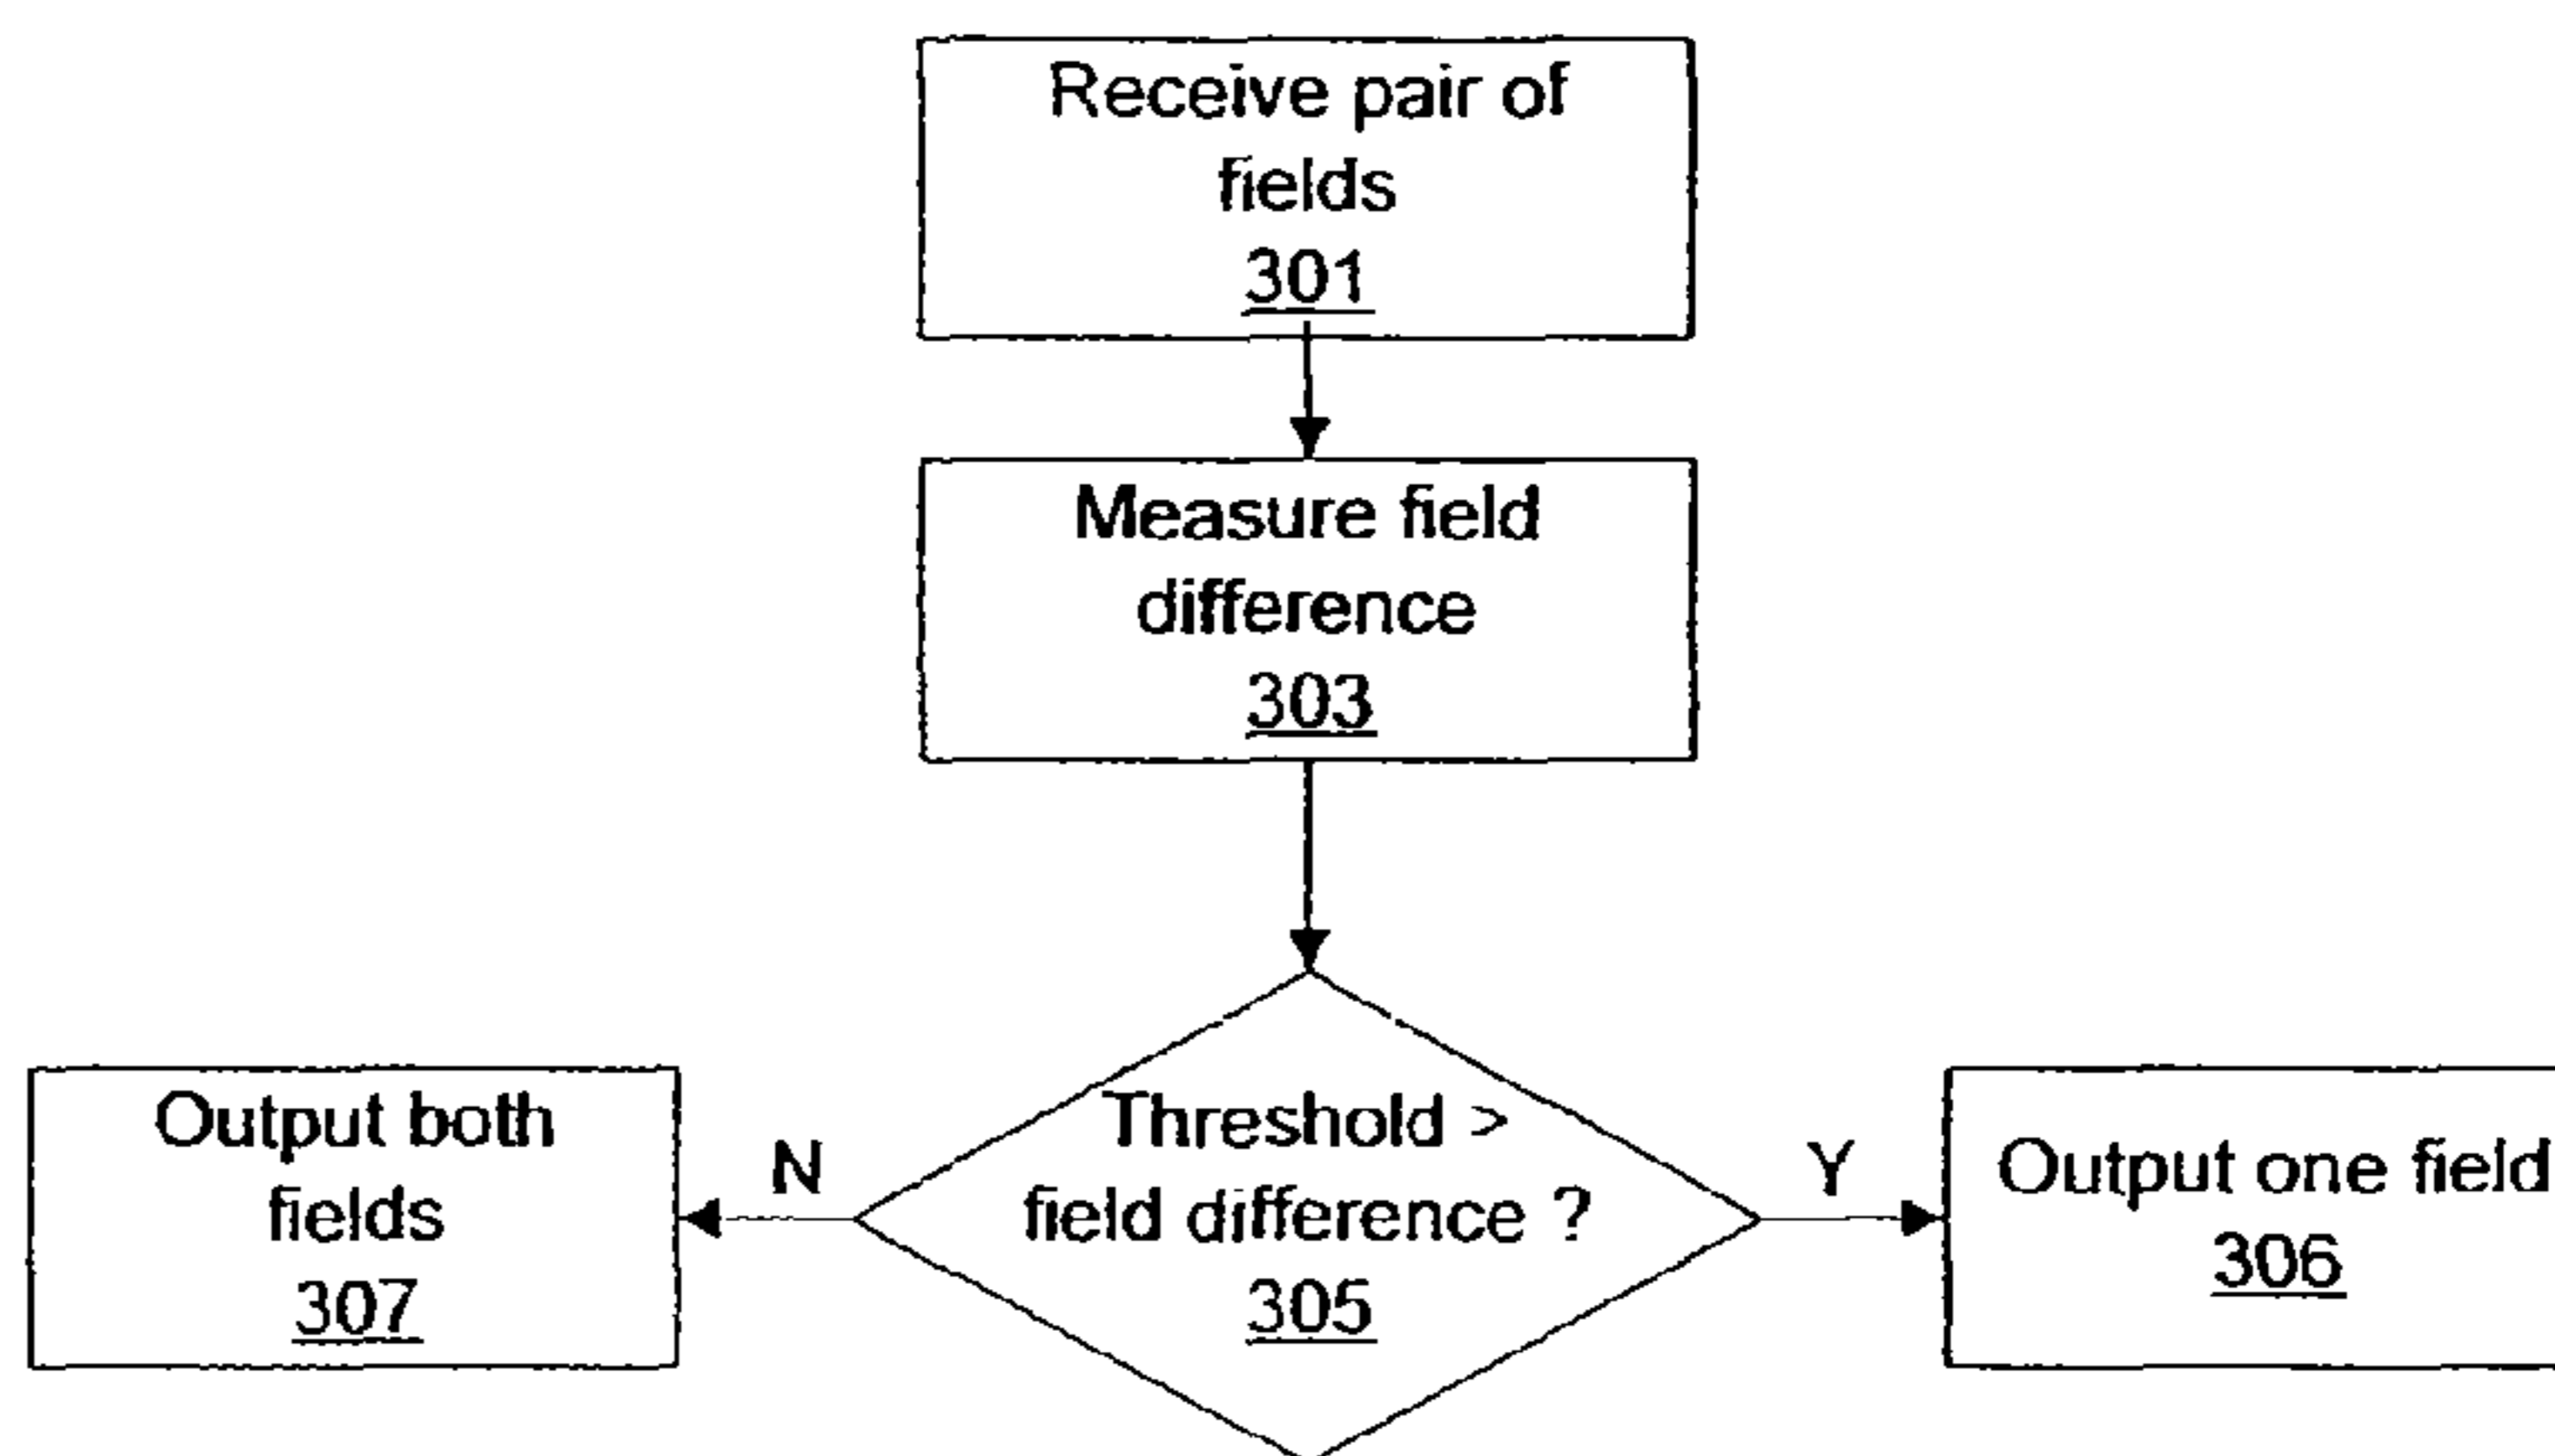 Receive pair of
fields
301
Measure field
difference
303
Threshold >
field difference ?
305
N
Y
Output both
fields
307
Output one field
306